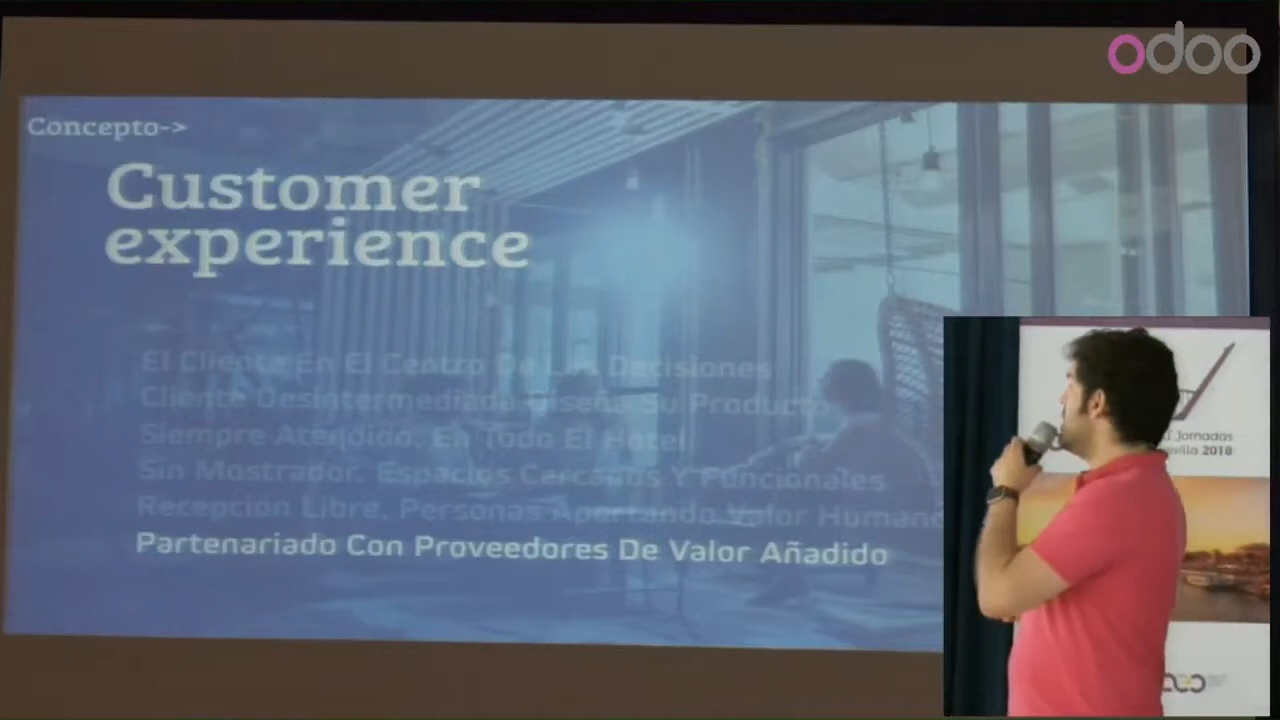 odoo
Concepto->
Customer
experience
El Cliente En El Centro De Las Decisiones
Cliente Desintermediado Diseña Su Producto
Siempre Atendido, En Todo El Hotel
Sin Mostrador. Espacios Cercanos Y Funcionales
Recepcion Libre. Personas Aportando Valor Humano
Partenariado Con Proveedores De Valor Añadido
Jornadas
2018